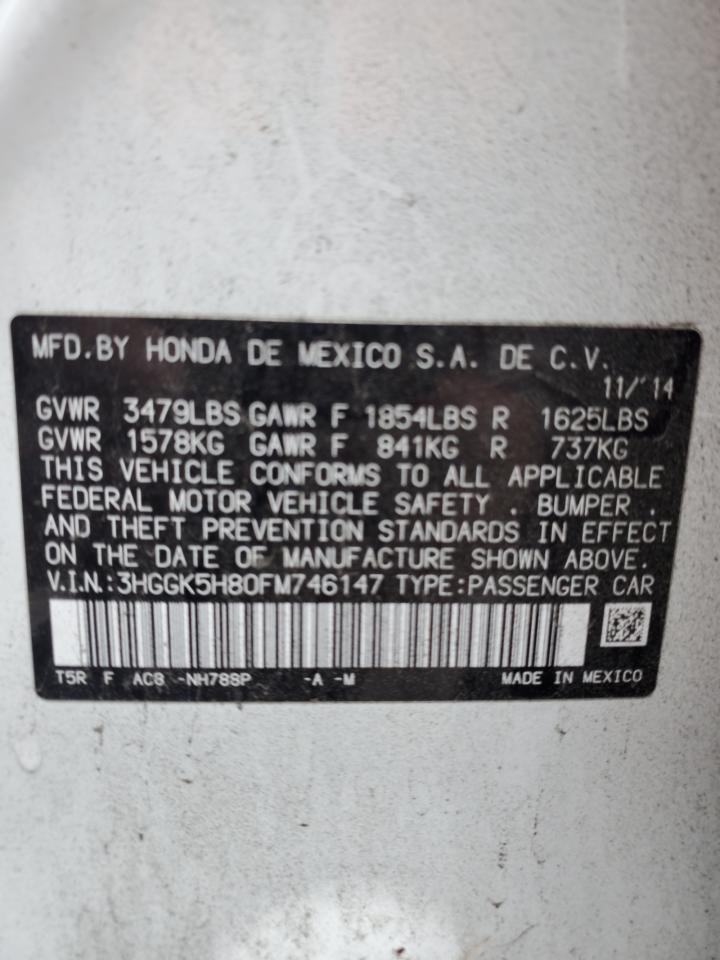 MFD.BY HONDA DE MEXICO S.A. DE C.V.
11/'14
GVWR 3479LBS GAWR F 1854LBS R 1625LBS
GVWR 1578KG GAWR F 841KG R 737KG
THIS VEHICLE CONFORMS TO ALL APPLICABLE
FEDERAL MOTOR VEHICLE SAFETY . BUMPER .
AND THEFT PREVENTION STANDARDS IN EFFECT
ON THE DATE OF MANUFACTURE SHOWN ABOVE.
V.I.N.:3HGGK5H80FM746147 TYPE:PASSENGER CAR
T5R F AC8 -NH788P -A -M MADE IN MEXICO